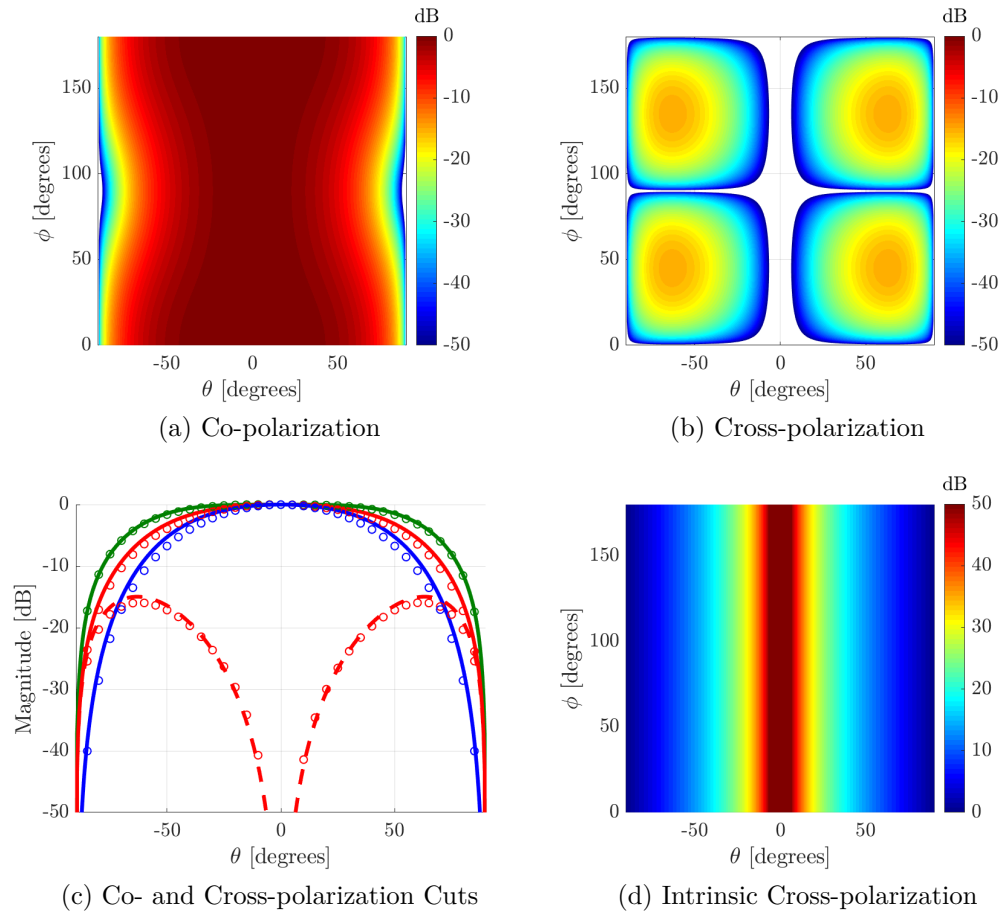 dB
0
-10
-20
-30
-40
-50
150
100
50
0
ϕ [degrees]
-50 0 50
θ [degrees]
(a) Co-polarization
dB
0
-10
-20
-30
-40
-50
150
100
50
0
ϕ [degrees]
-50 0 50
θ [degrees]
(b) Cross-polarization
0
-10
-20
-30
-40
-50
Magnitude [dB]
-50 0 50
θ [degrees]
(c) Co- and Cross-polarization Cuts
dB
50
40
30
20
10
0
150
100
50
0
ϕ [degrees]
-50 0 50
θ [degrees]
(d) Intrinsic Cross-polarization